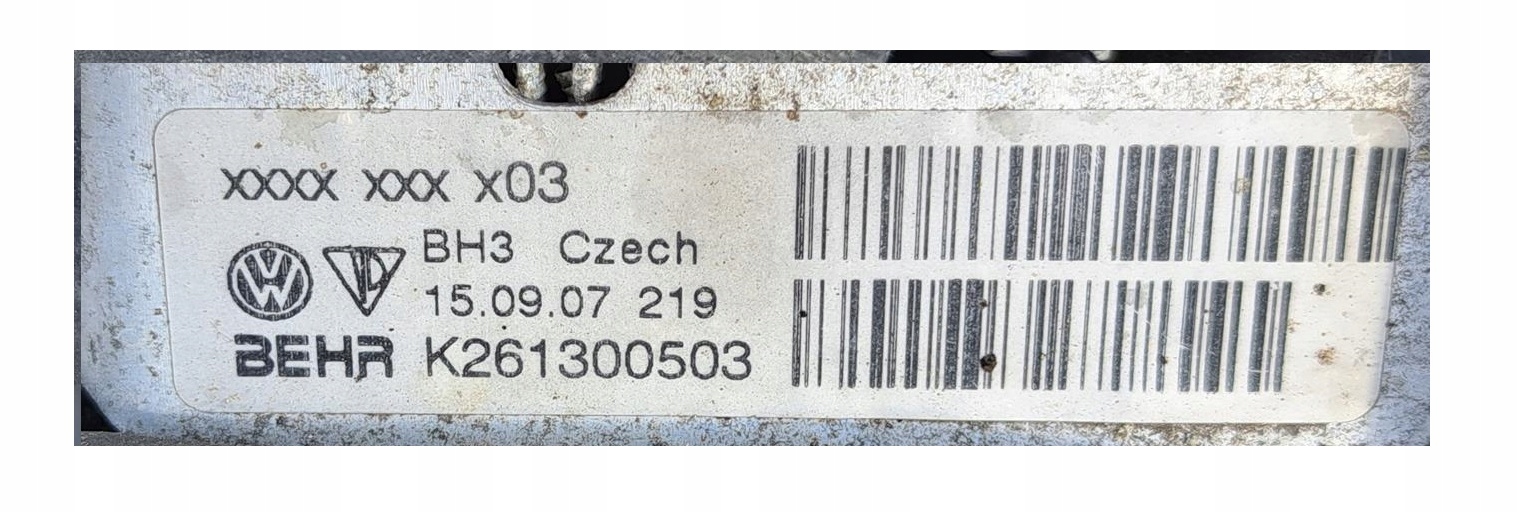 xxxx xxx x03
BH3 Czech
15.09.07 219
BEHR K261300503